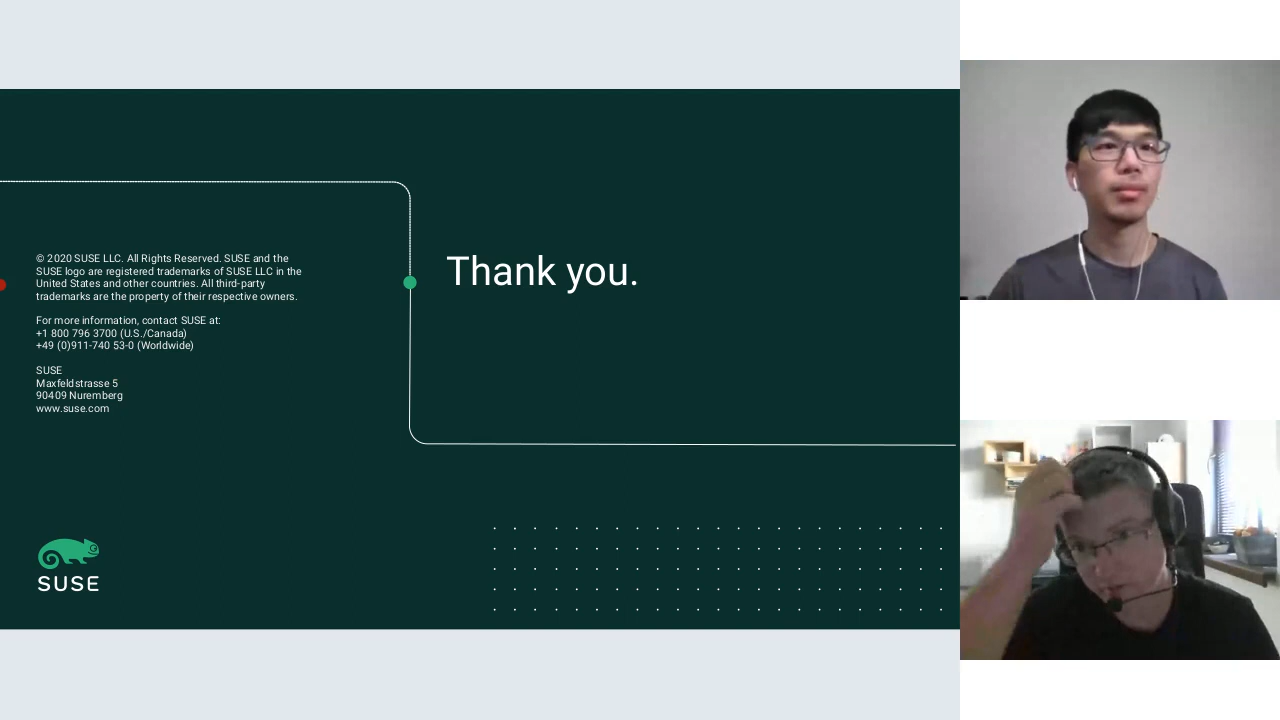 © 2020 SUSE LLC. All Rights Reserved. SUSE and the
SUSE logo are registered trademarks of SUSE LLC in the
United States and other countries. All third-party
trademarks are the property of their respective owners.
For more information, contact SUSE at:
+1 800 796 3700 (U.S./Canada)
+49 (0)911-740 53-0 (Worldwide)
SUSE
Maxfeldstrasse 5
90409 Nuremberg
www.suse.com
Thank you.
SUSE